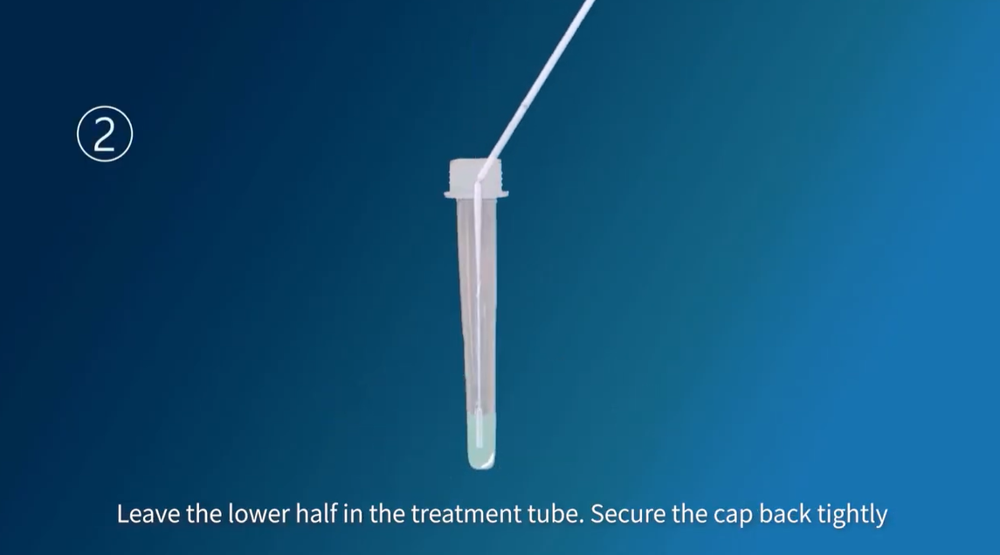 2
Leave the lower half in the treatment tube. Secure the cap back tightly